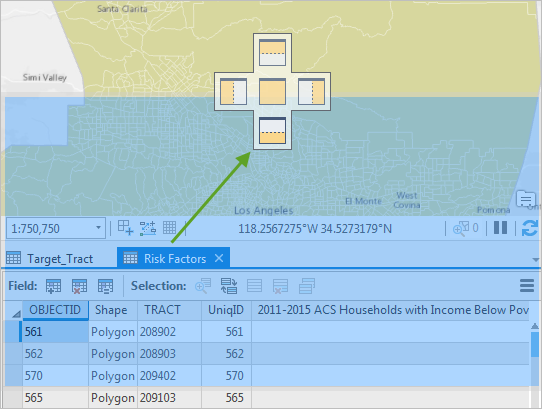 Santa Clarita
Simi Valley
El Monte
West
Covina
Los Angeles
Pomona
1:750,750
118.2567275°W 34.5273179°N
0
Target_Tract
Risk Factors
Field:
Selection:
OBJECTID Shape TRACT UniqID 2011-2015 ACS Households with Income Below Pov
561 Polygon 208902 561
562 Polygon 208903 562
570 Polygon 209402 570
565 Polygon 209103 565